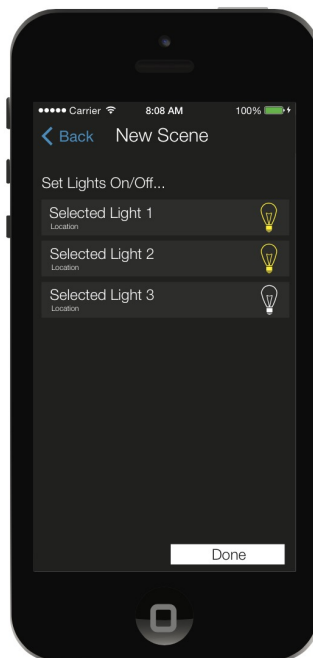 Carrier 8:08 AM 100%
Back New Scene
Set Lights On/Off...
Selected Light 1
Location
Selected Light 2
Location
Selected Light 3
Location
Done